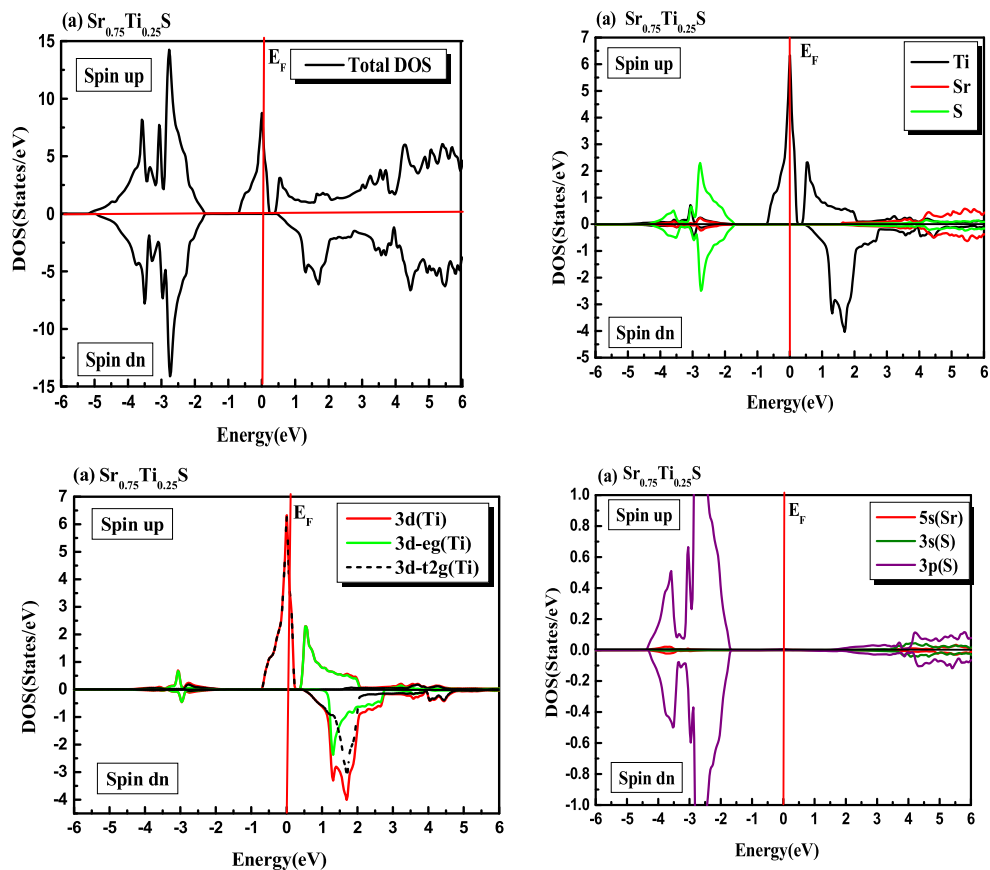 (a) Sr0.75Ti0.25S
Spin up
EF
Total DOS
Spin dn
DOS(States/eV)
15
10
5
0
-5
-10
-15
-6 -5 -4 -3 -2 -1 0 1 2 3 4 5 6
Energy(eV)
(a) Sr0.75Ti0.25S
Spin up
EF
Ti
Sr
S
Spin dn
DOS(States/eV)
7
6
5
4
3
2
1
0
-1
-2
-3
-4
-5
-6 -5 -4 -3 -2 -1 0 1 2 3 4 5 6
Energy(eV)
(a) Sr0.75Ti0.25S
Spin up
EF
3d(Ti)
3d-eg(Ti)
3d-t2g(Ti)
Spin dn
DOS(States/eV)
7
6
5
4
3
2
1
0
-1
-2
-3
-4
-6 -5 -4 -3 -2 -1 0 1 2 3 4 5 6
Energy(eV)
(a) Sr0.75Ti0.25S
Spin up
EF
5s(Sr)
3s(S)
3p(S)
Spin dn
DOS(States/eV)
1.0
0.8
0.6
0.4
0.2
0.0
-0.2
-0.4
-0.6
-0.8
-1.0
-6 -5 -4 -3 -2 -1 0 1 2 3 4 5 6
Energy(eV)